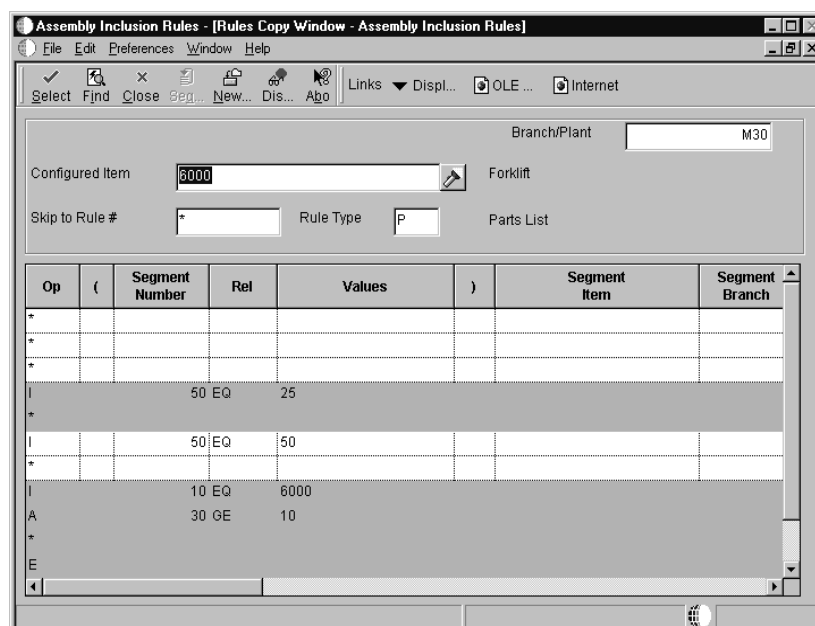 Assembly Inclusion Rules - [Rules Copy Window - Assembly Inclusion Rules]
File Edit Preferences Window Help
Select Find Close Seq... New... Dis... Abo Links Displ... OLE ... Internet
Branch/Plant M30
Configured Item 6000 Forklift
Skip to Rule # * Rule Type P Parts List
Op ( Segment Number Rel Values ) Segment Item Segment Branch
*
*
*
I 50 EQ 25
*
I 50 EQ 50
*
I 10 EQ 6000
A 30 GE 10
*
E